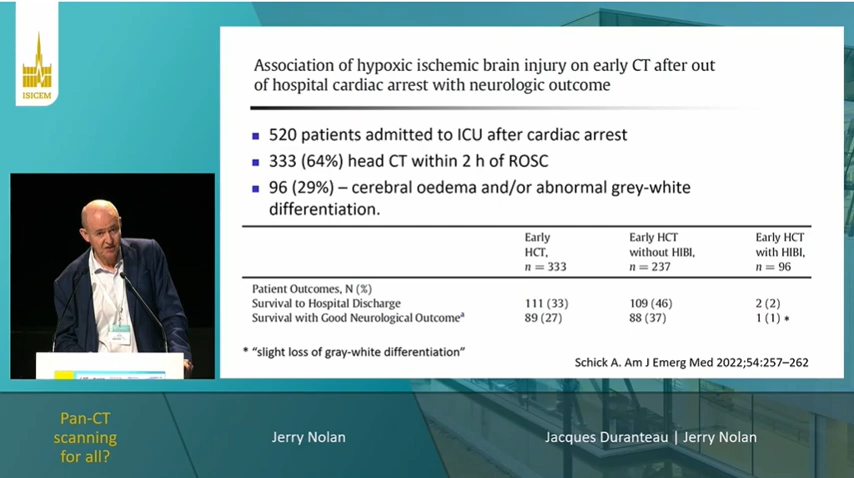 ISICEM
Association of hypoxic ischemic brain injury on early CT after out
of hospital cardiac arrest with neurologic outcome
520 patients admitted to ICU after cardiac arrest
333 (64%) head CT within 2 h of ROSC
96 (29%) – cerebral oedema and/or abnormal grey-white
differentiation.
Early HCT, n = 333
Early HCT without HIBI, n = 237
Early HCT with HIBI, n = 96
Patient Outcomes, N (%)
Survival to Hospital Discharge 111 (33) 109 (46) 2 (2)
Survival with Good Neurological Outcomeᵃ 89 (27) 88 (37) 1 (1) *
* "slight loss of gray-white differentiation"
Schick A. Am J Emerg Med 2022;54:257–262
Pan-CT
scanning
for all?
Jerry Nolan
Jacques Duranteau | Jerry Nolan